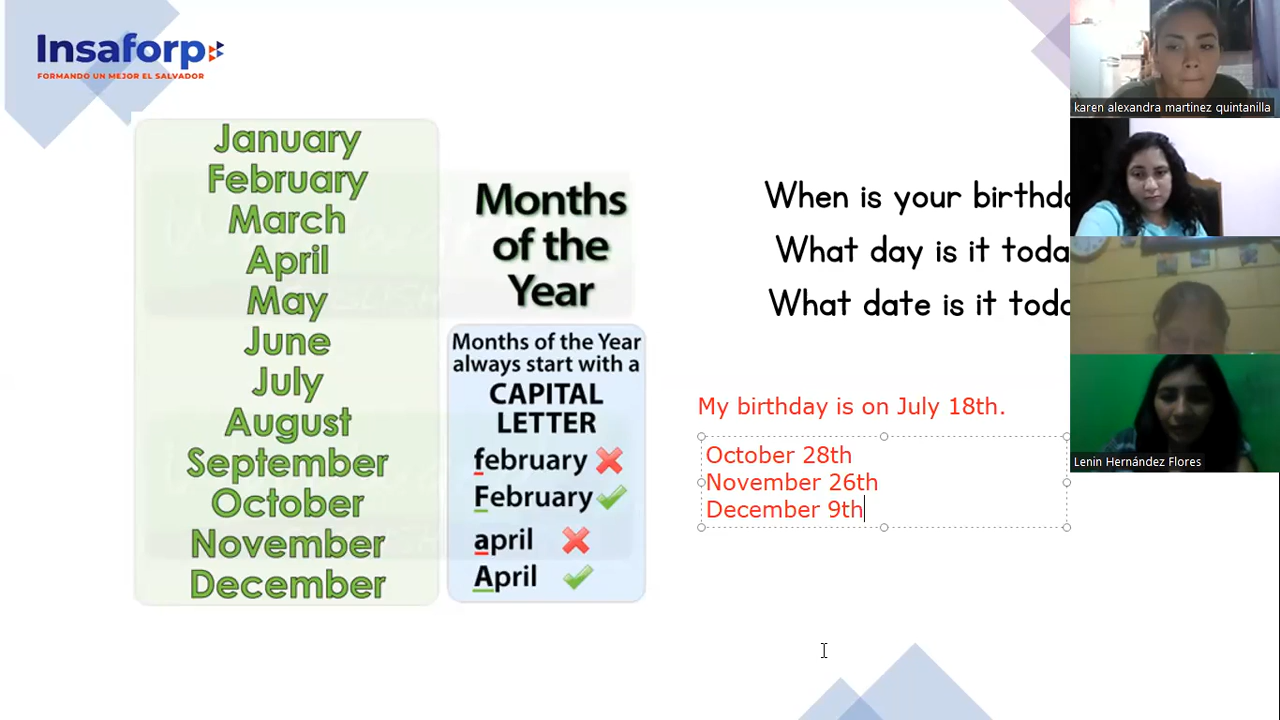 Insaforp
FORMANDO UN MEJOR EL SALVADOR
January
February
March
April
May
June
July
August
September
October
November
December
Months
of the
Year
Months of the Year
always start with a
CAPITAL
LETTER
february
February
april
April
When is your birthd
What day is it toda
What date is it tod
My birthday is on July 18th.
October 28th
November 26th
December 9th
karen alexandra martinez quintanilla
Lenin Hernández Flores